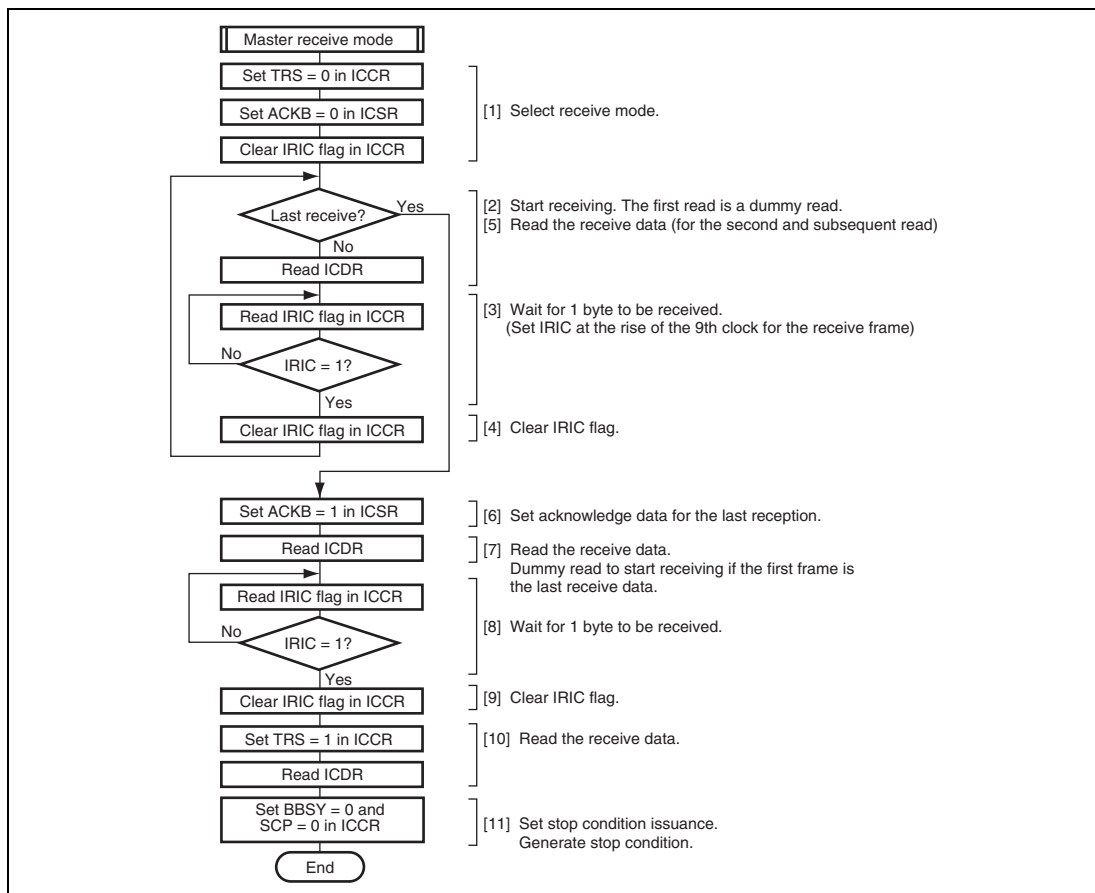 Master receive mode
Set TRS = 0 in ICCR
Set ACKB = 0 in ICSR
[1] Select receive mode.
Clear IRIC flag in ICCR
Last receive?
Yes
No
[2] Start receiving. The first read is a dummy read.
[5] Read the receive data (for the second and subsequent read)
Read ICDR
Read IRIC flag in ICCR
[3] Wait for 1 byte to be received.
(Set IRIC at the rise of the 9th clock for the receive frame)
No
IRIC = 1?
Yes
Clear IRIC flag in ICCR
[4] Clear IRIC flag.
Set ACKB = 1 in ICSR
[6] Set acknowledge data for the last reception.
Read ICDR
[7] Read the receive data.
Dummy read to start receiving if the first frame is
the last receive data.
Read IRIC flag in ICCR
No
IRIC = 1?
[8] Wait for 1 byte to be received.
Yes
Clear IRIC flag in ICCR
[9] Clear IRIC flag.
Set TRS = 1 in ICCR
[10] Read the receive data.
Read ICDR
Set BBSY = 0 and
SCP = 0 in ICCR
[11] Set stop condition issuance.
Generate stop condition.
End